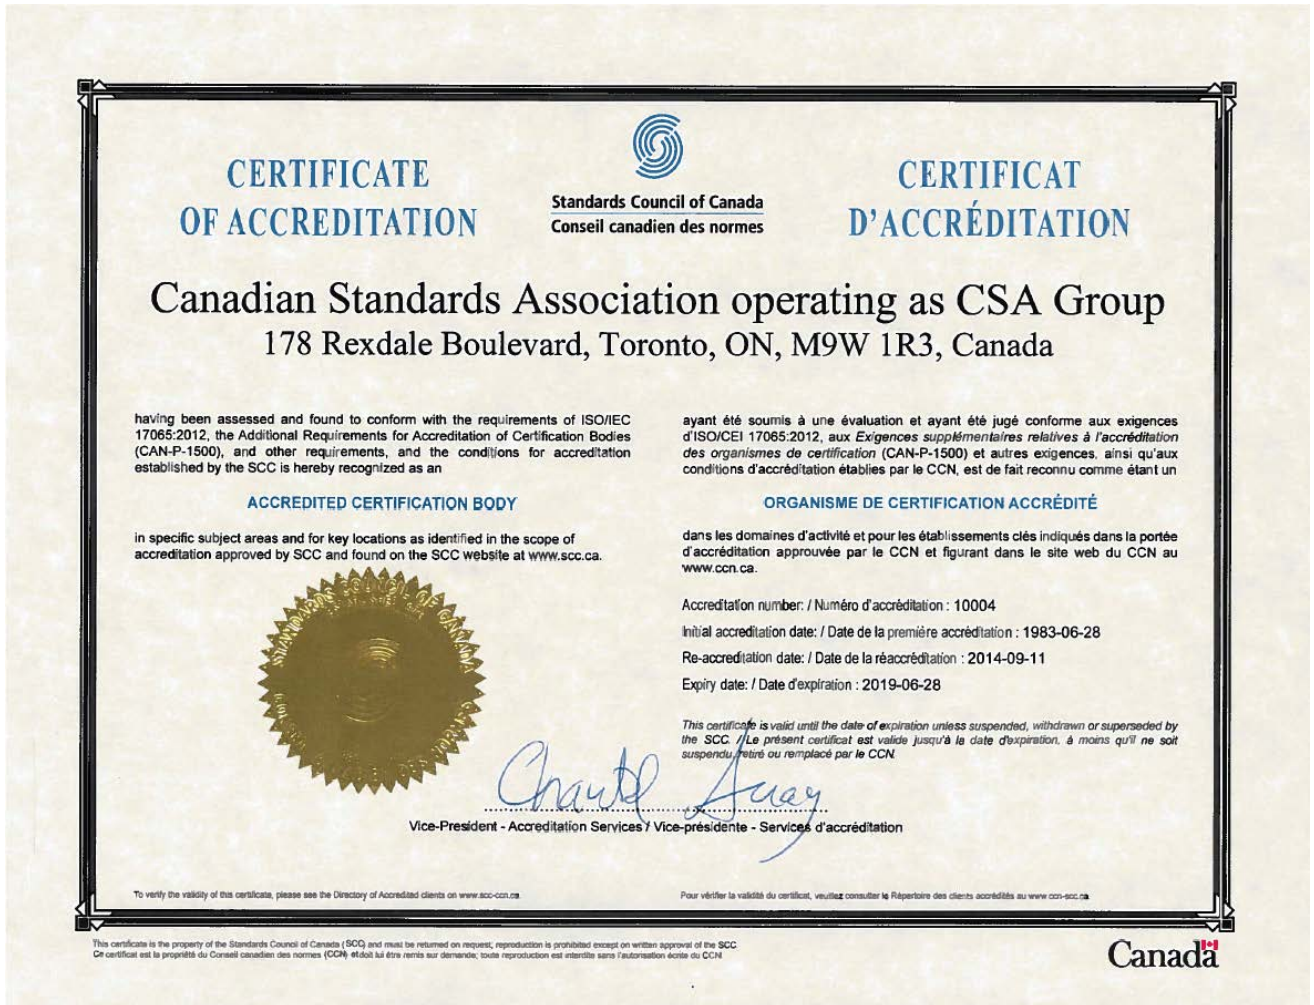 CERTIFICATE
OF ACCREDITATION
Standards Council of Canada
Conseil canadien des normes
CERTIFICAT
D'ACCRÉDITATION
Canadian Standards Association operating as CSA Group
178 Rexdale Boulevard, Toronto, ON, M9W 1R3, Canada
having been assessed and found to conform with the requirements of ISO/IEC
17065:2012, the Additional Requirements for Accreditation of Certification Bodies
(CAN-P-1500), and other requirements, and the conditions for accreditation
established by the SCC is hereby recognized as an
ACCREDITED CERTIFICATION BODY
in specific subject areas and for key locations as identified in the scope of
accreditation approved by SCC and found on the SCC website at www.scc.ca.
ayant été soumis à une évaluation et ayant été jugé conforme aux exigences
d'ISO/CEI 17065:2012, aux Exigences supplémentaires relatives à l'accréditation
des organismes de certification (CAN-P-1500) et autres exigences, ainsi qu'aux
conditions d'accréditation établies par le CCN, est de fait reconnu comme étant un
ORGANISME DE CERTIFICATION ACCRÉDITÉ
dans les domaines d'activité et pour les établissements clés indiqués dans la portée
d'accréditation approuvée par le CCN et figurant dans le site web du CCN au
www.ccn.ca.
Accreditation number: / Numéro d'accréditation : 10004
Initial accreditation date: / Date de la première accréditation : 1983-06-28
Re-accreditation date: / Date de la réaccréditation : 2014-09-11
Expiry date: / Date d'expiration : 2019-06-28
This certificate is valid until the date of expiration unless suspended, withdrawn or superseded by
the SCC. / Le présent certificat est valide jusqu'à la date d'expiration, à moins qu'il ne soit
suspendu, retiré ou remplacé par le CCN.
STANDARDS COUNCIL OF CANADA
Chantal
Vice-President - Accreditation Services / Vice-présidente - Services d'accréditation
To verify the validity of this certificate, please see the Directory of Accredited clients on www.scc-ccn.ca.
Pour vérifier la validité du certificat, veuillez consulter le Répertoire des clients accrédités au www.ccn-scc.ca
This certificate is the property of the Standards Council of Canada (SCC) and must be returned on request; reproduction is prohibited except on written approval of the SCC
Ce certificat est la propriété du Conseil canadien des normes (CCN) et doit lui être remis sur demande; toute reproduction est interdite sans l'autorisation écrite du CCN
Canada